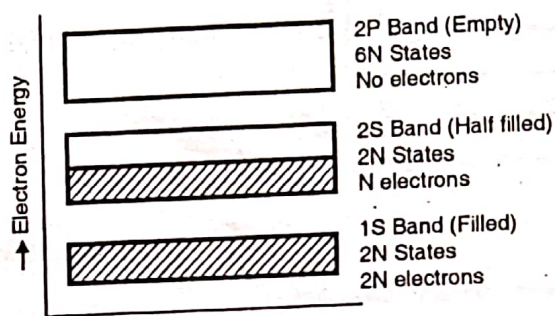 → Electron Energy
2P Band (Empty)
6N States
No electrons
2S Band (Half filled)
2N States
N electrons
1S Band (Filled)
2N States
2N electrons